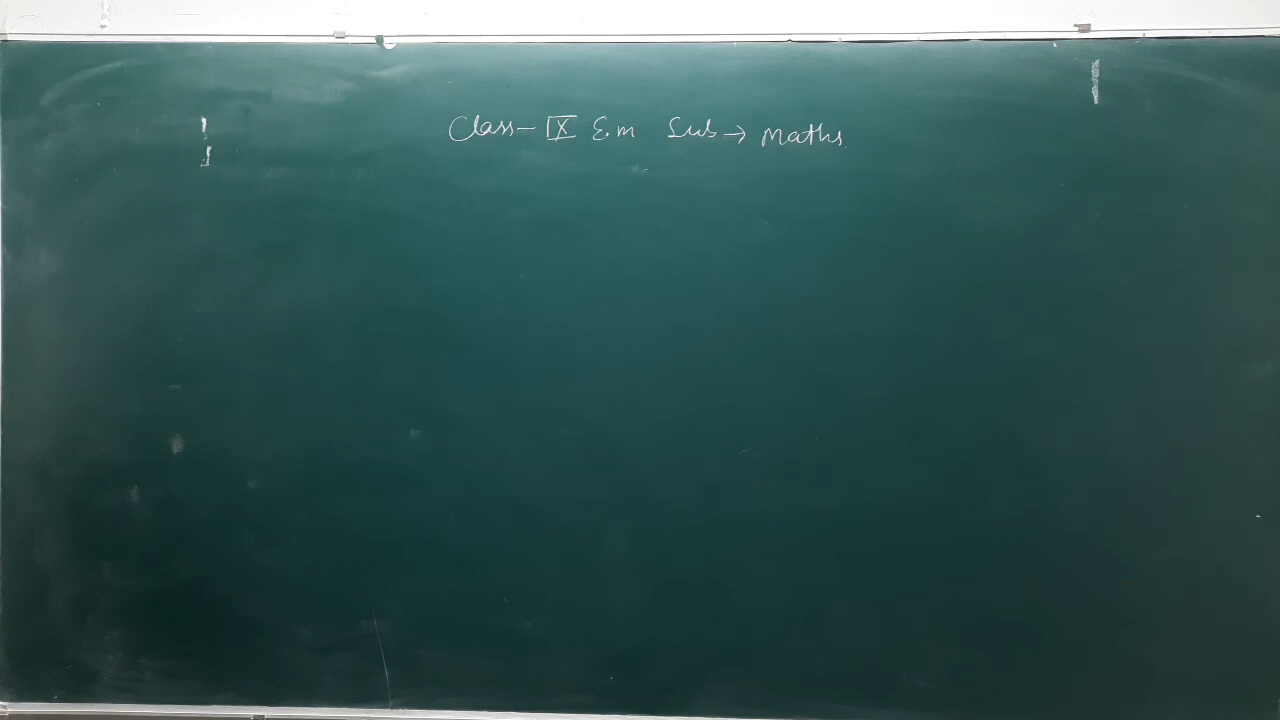 Class- IX E.m Sub → Maths